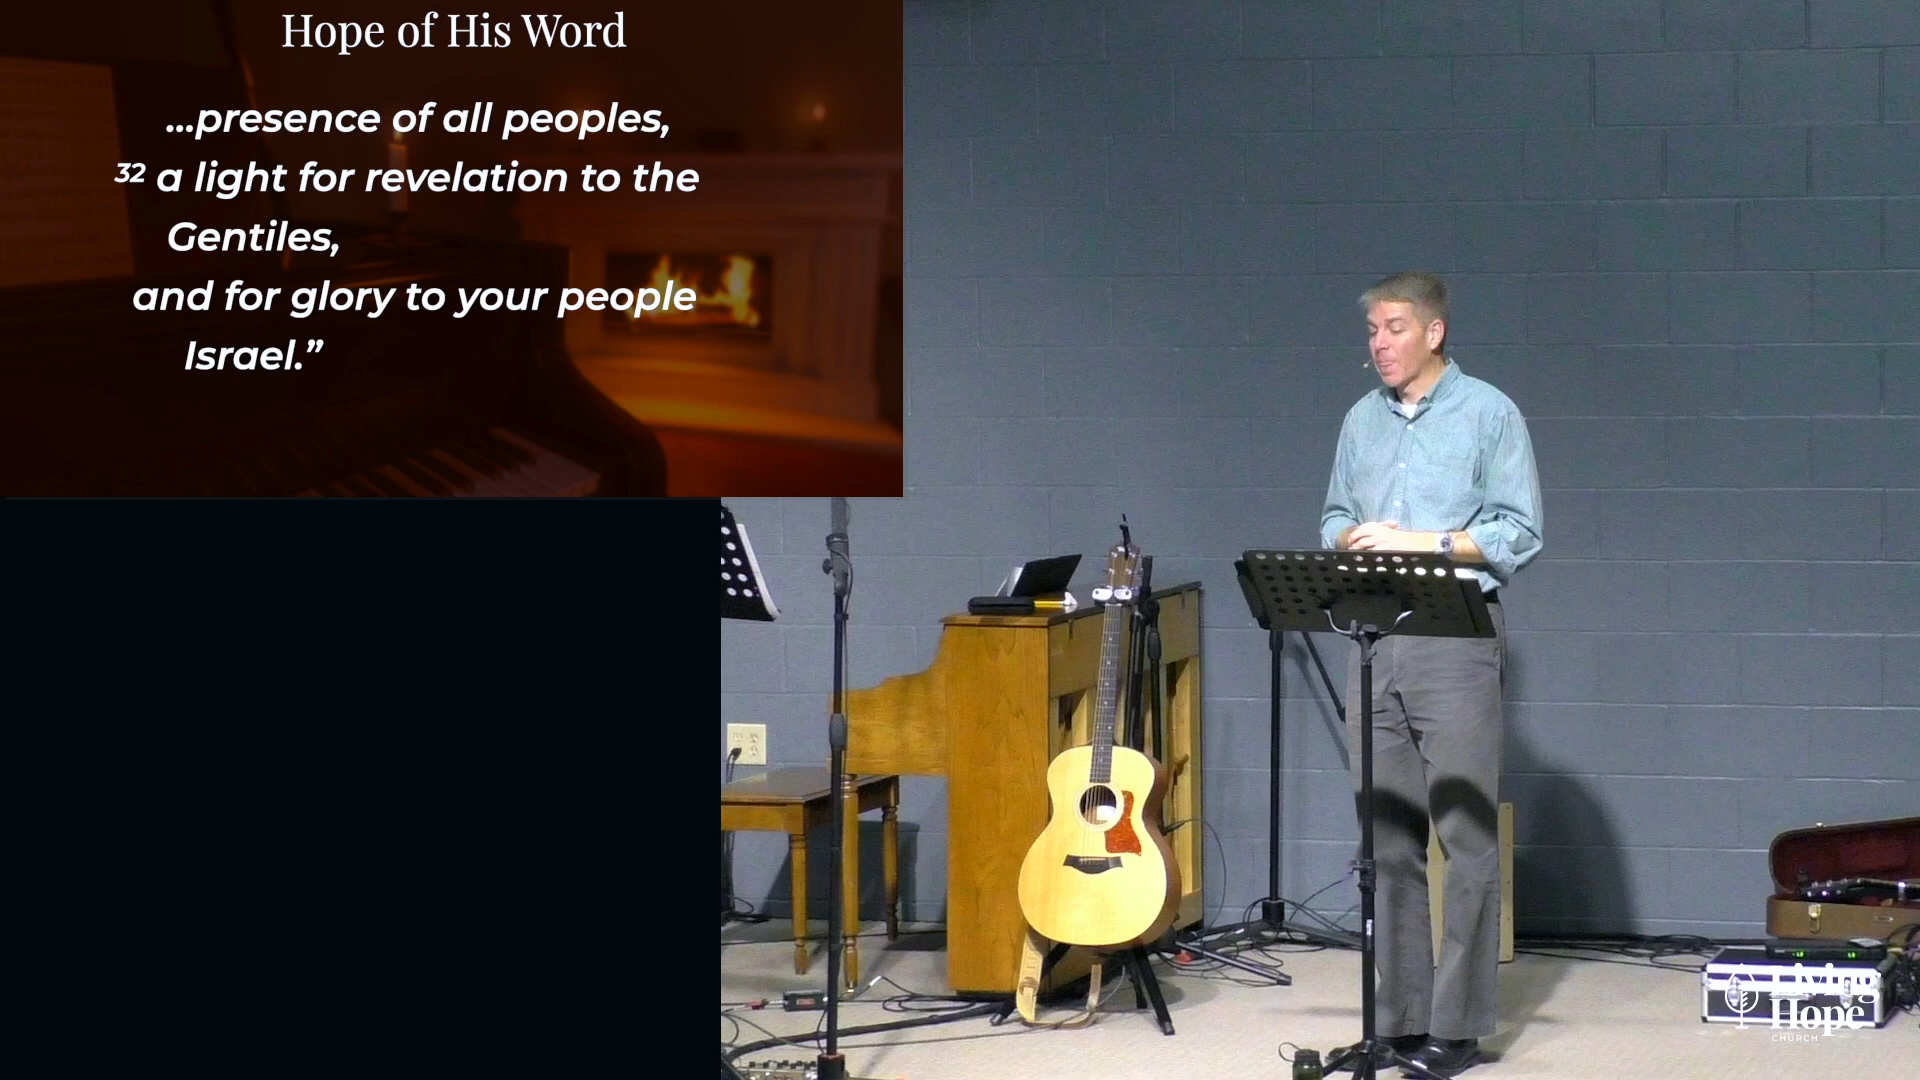 Hope of His Word
...presence of all peoples,
32 a light for revelation to the
Gentiles,
and for glory to your people
Israel.”
Living
Hope
CHURCH